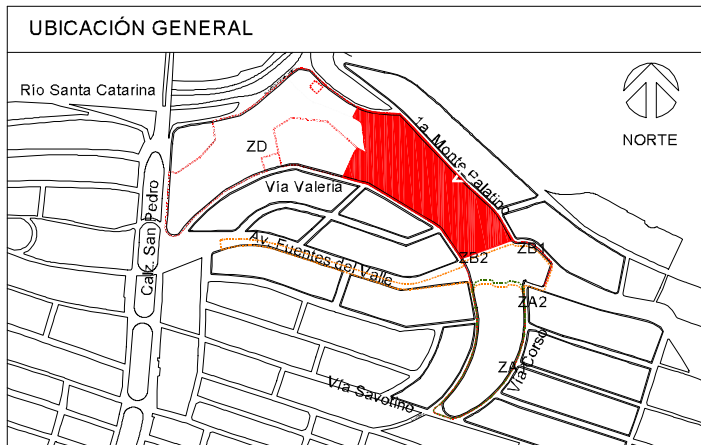 UBICACIÓN GENERAL
Río Santa Catarina
NORTE
1a. Monte Palatino
ZD
Vía Valeria
Calz. San Pedro
Av. Fuentes del Valle
ZB2
ZB1
ZA2
Vía Corso
Vía Savotino